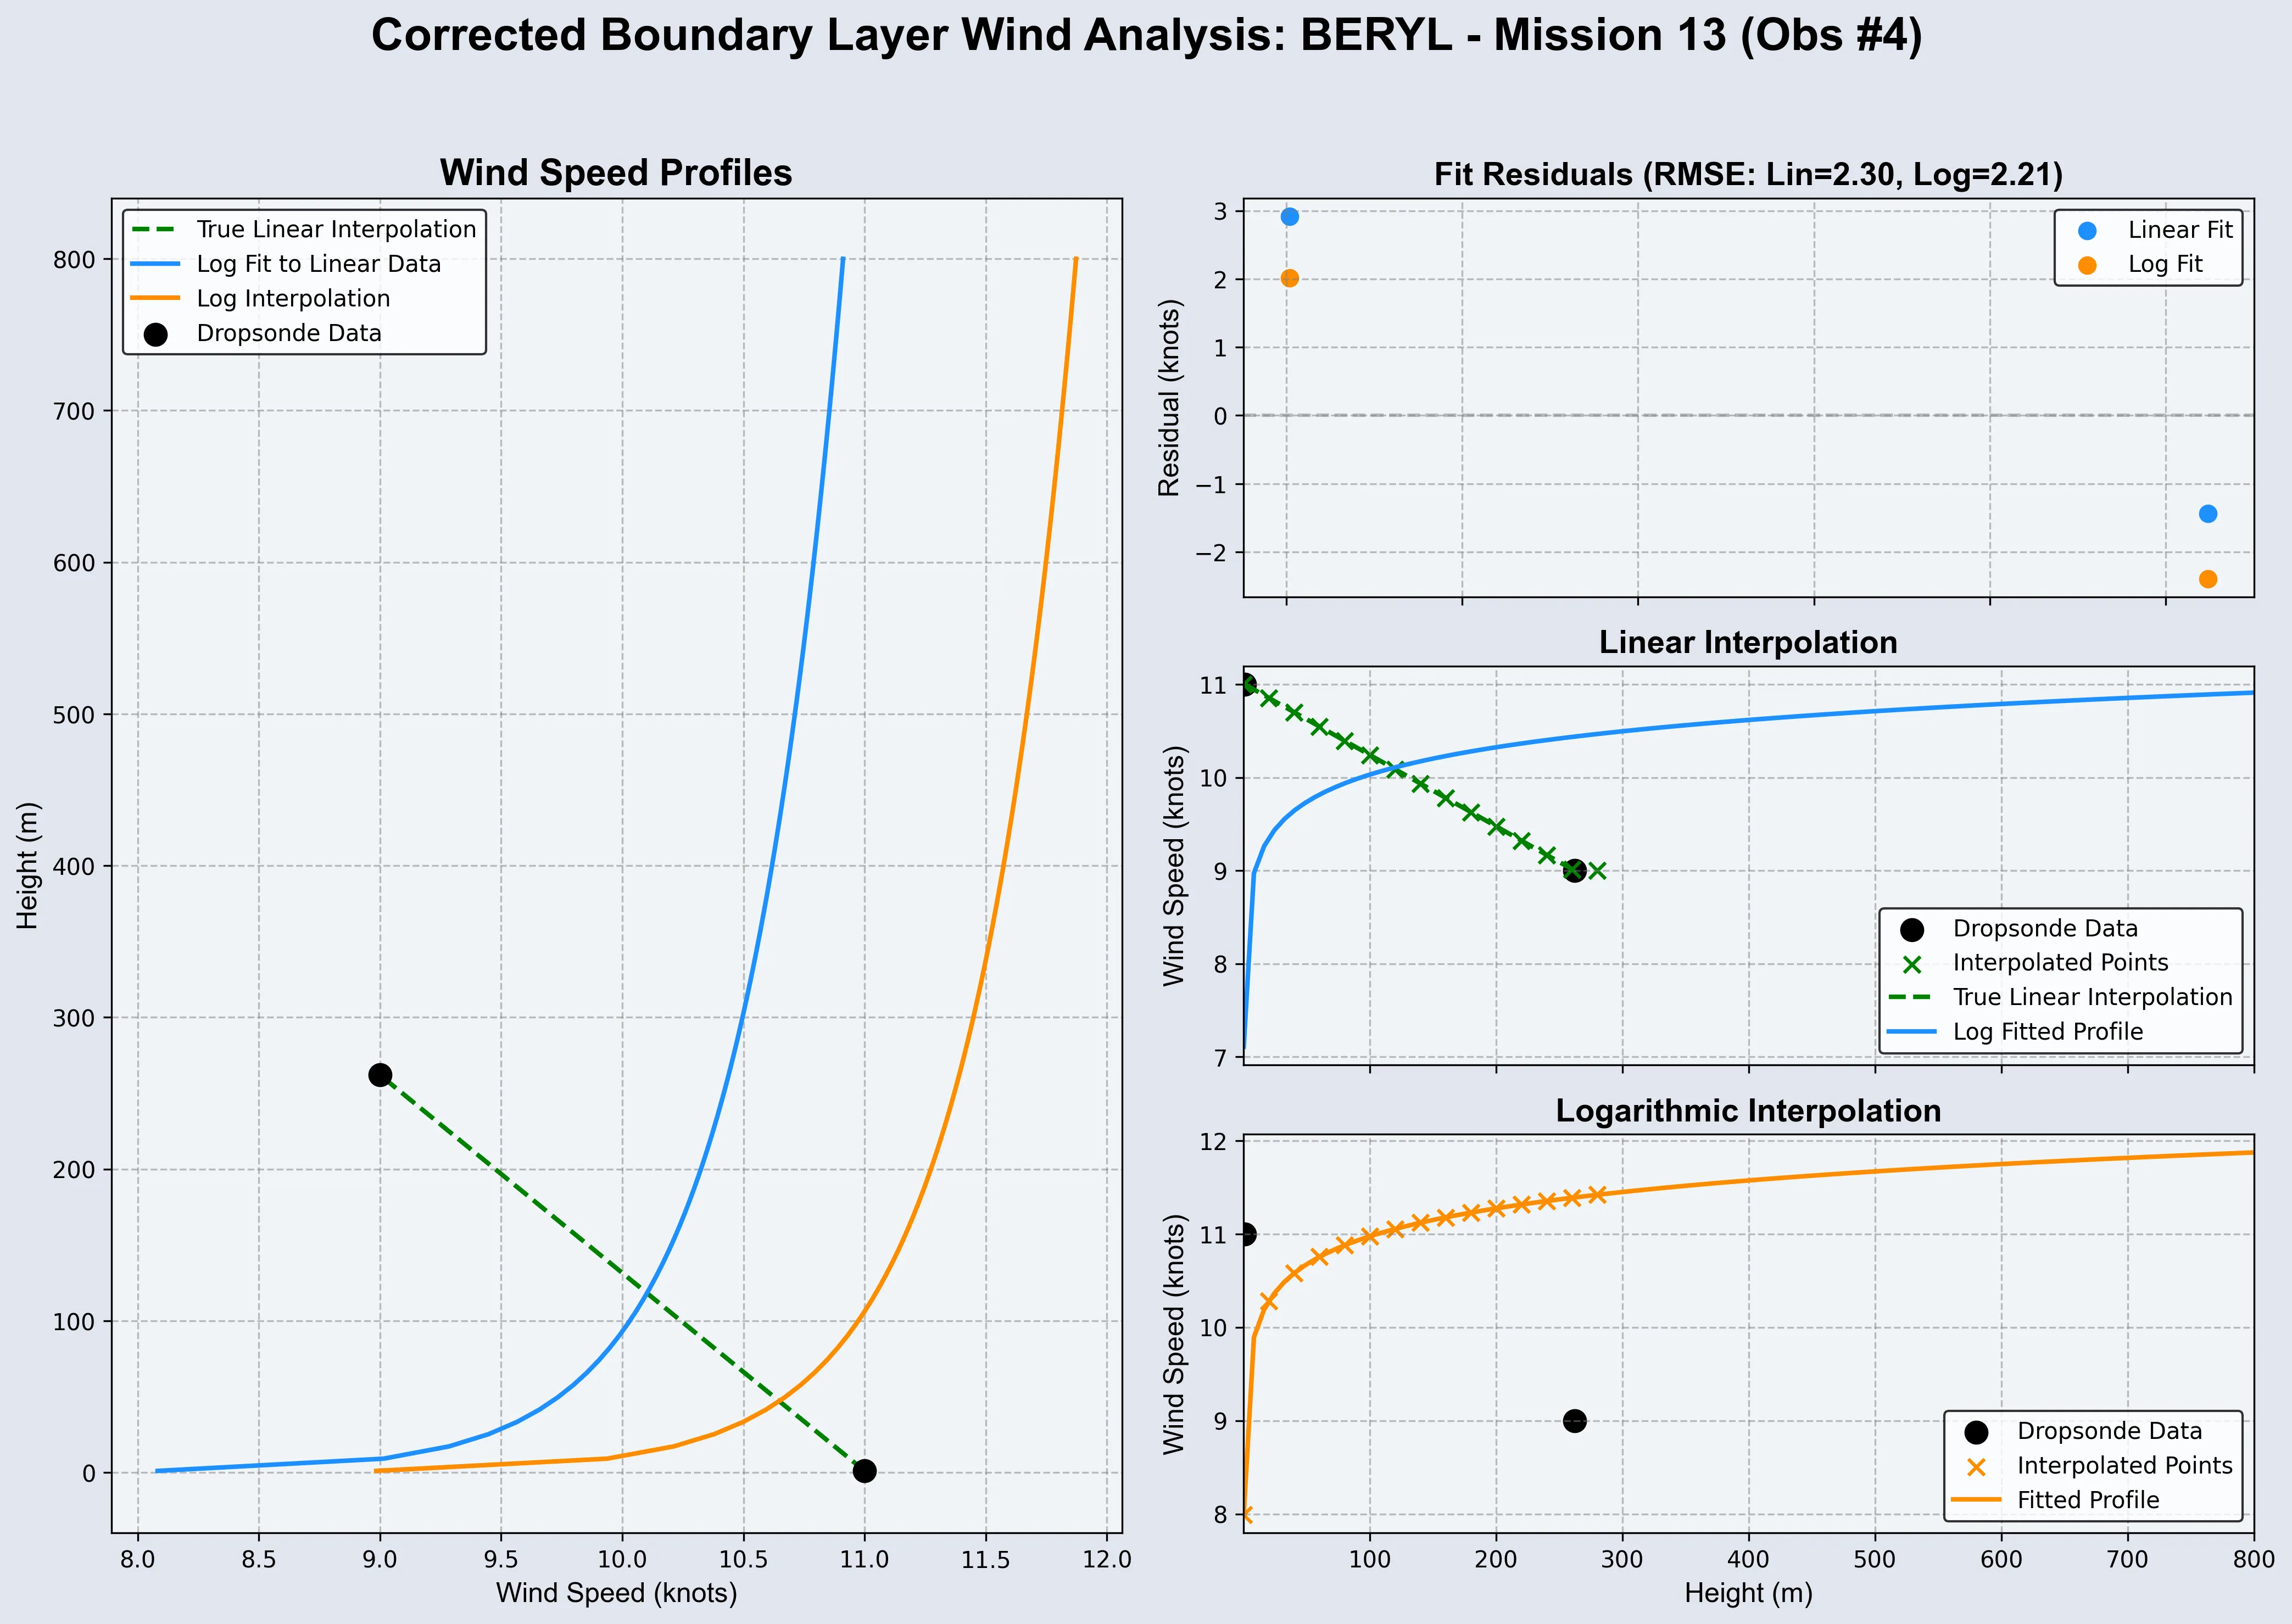 Corrected Boundary Layer Wind Analysis: BERYL - Mission 13 (Obs #4)
Wind Speed Profiles
True Linear Interpolation
Log Fit to Linear Data
Log Interpolation
Dropsonde Data
800
700
600
500
400
300
200
100
0
Height (m)
8.0 8.5 9.0 9.5 10.0 10.5 11.0 11.5 12.0
Wind Speed (knots)
Fit Residuals (RMSE: Lin=2.30, Log=2.21)
Linear Fit
Log Fit
3
2
1
0
−1
−2
Residual (knots)
Linear Interpolation
11
10
9
8
7
Wind Speed (knots)
Dropsonde Data
Interpolated Points
True Linear Interpolation
Log Fitted Profile
Logarithmic Interpolation
12
11
10
9
8
Wind Speed (knots)
Dropsonde Data
Interpolated Points
Fitted Profile
100 200 300 400 500 600 700 800
Height (m)